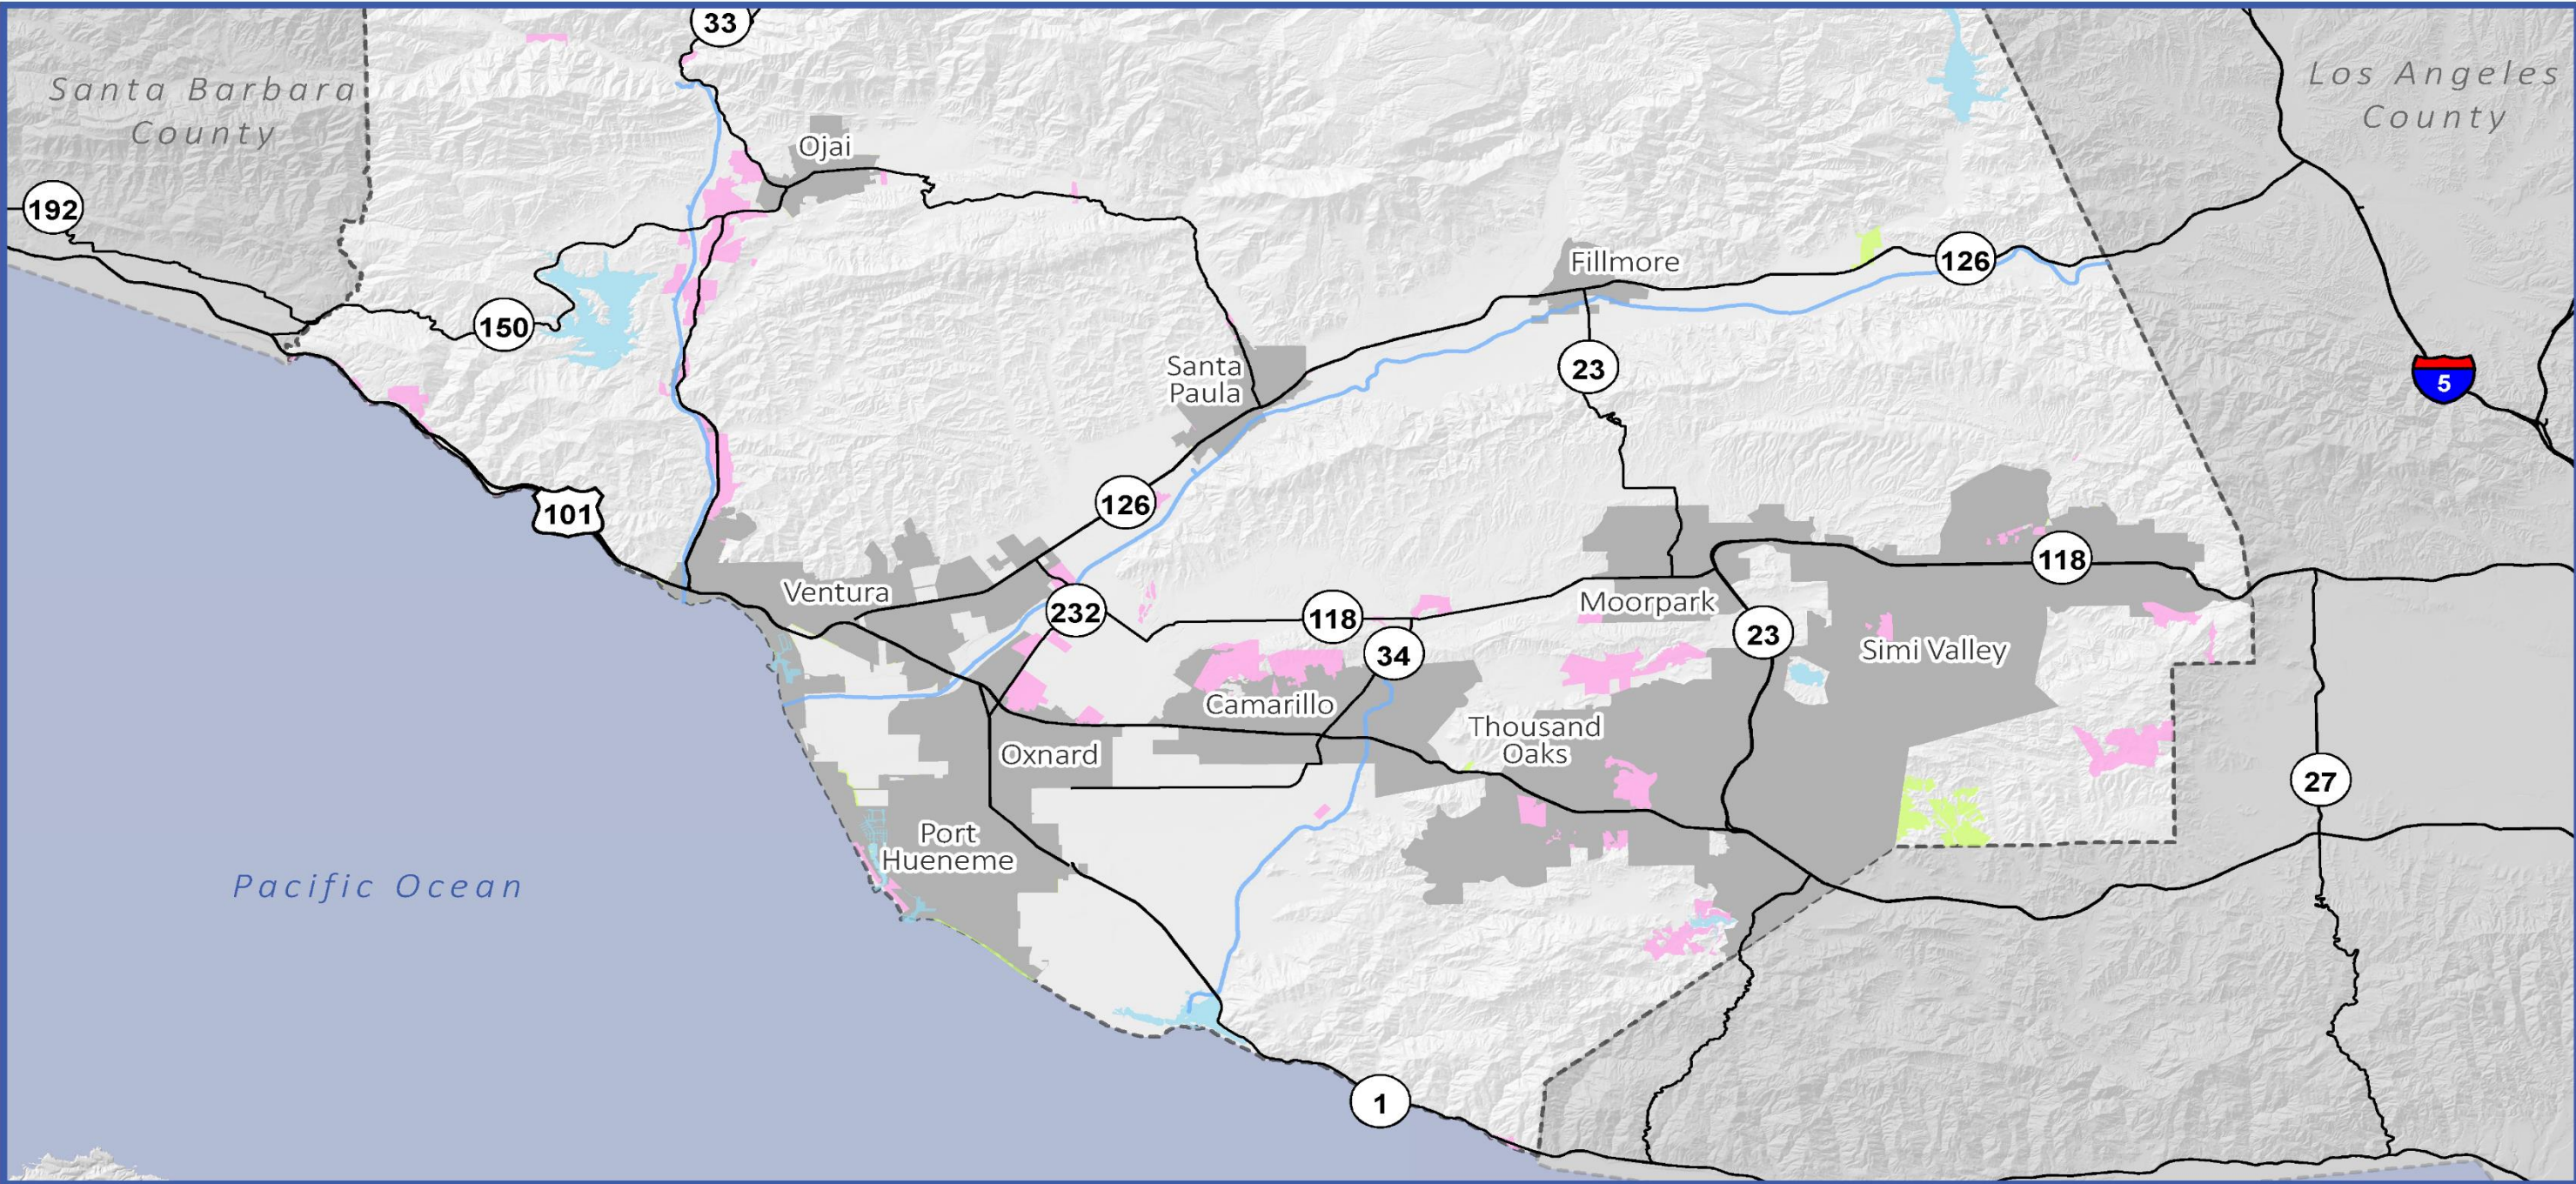 33
Santa Barbara
County
Los Angeles
County
Ojai
192
126
Fillmore
150
23
Santa
Paula
5
126
101
118
Ventura
232
118
Moorpark
23
34
Simi Valley
Camarillo
Thousand
Oaks
Oxnard
27
Port
Hueneme
Pacific Ocean
1